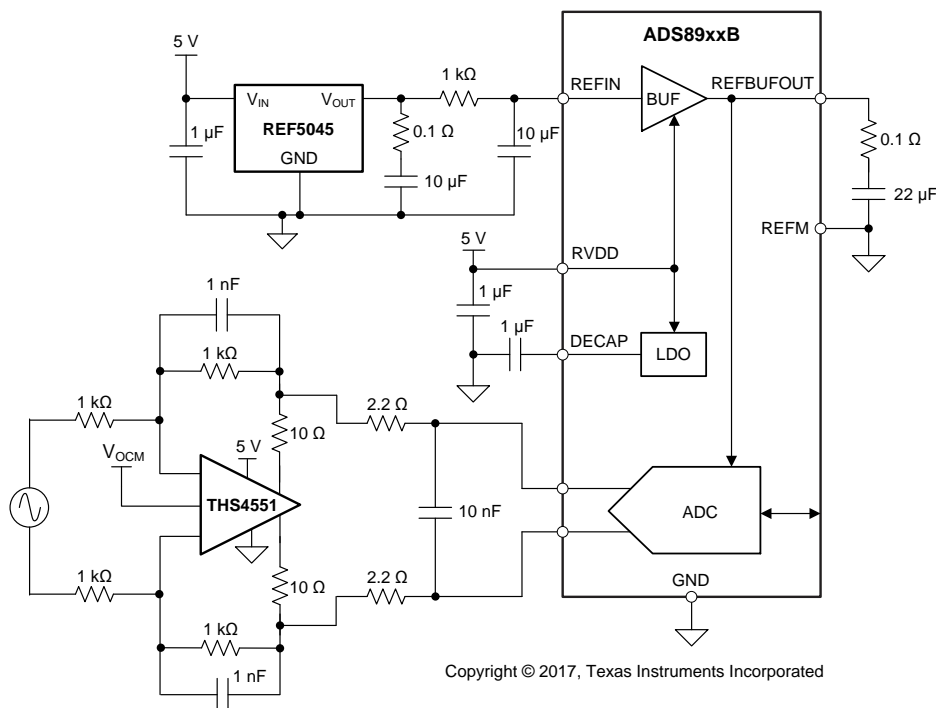 ADS89xxB
5 V
1 kΩ
REFIN
REFBUFOUT
VIN
VOUT
BUF
REF5045
1 µF
0.1 Ω
10 µF
0.1 Ω
GND
10 µF
22 µF
REFM
5 V
RVDD
1 nF
1 µF
1 µF
DECAP
LDO
1 kΩ
1 kΩ
2.2 Ω
10 Ω
VOCM
5 V
THS4551
10 nF
ADC
10 Ω
1 kΩ
2.2 Ω
GND
1 kΩ
1 nF
Copyright © 2017, Texas Instruments Incorporated